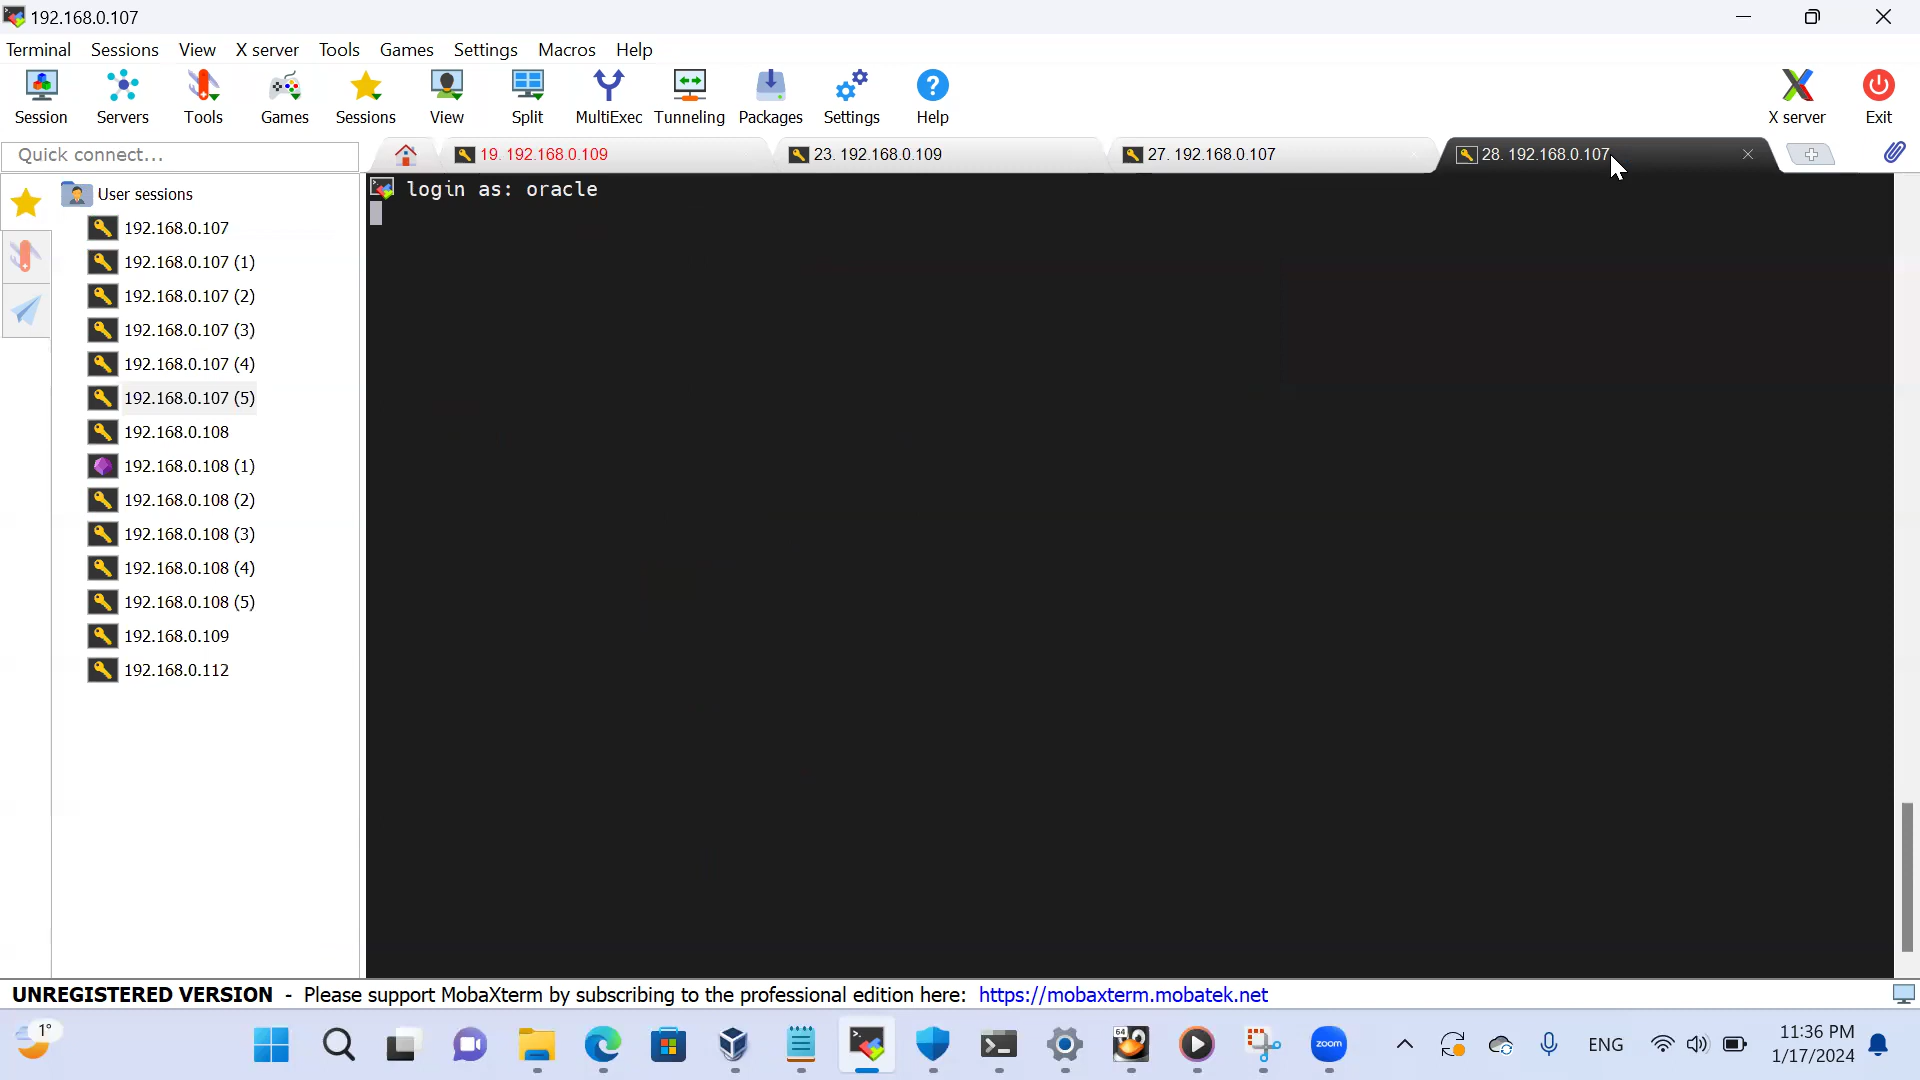 192.168.0.107
Terminal Sessions View X server Tools Games Settings Macros Help
Session Servers Tools Games Sessions View Split MultiExec Tunneling Packages Settings Help X server Exit
Quick connect...
19. 192.168.0.109
23. 192.168.0.109
27. 192.168.0.107
28. 192.168.0.107
User sessions
192.168.0.107
192.168.0.107 (1)
192.168.0.107 (2)
192.168.0.107 (3)
192.168.0.107 (4)
192.168.0.107 (5)
192.168.0.108
192.168.0.108 (1)
192.168.0.108 (2)
192.168.0.108 (3)
192.168.0.108 (4)
192.168.0.108 (5)
192.168.0.109
192.168.0.112
login as: oracle
UNREGISTERED VERSION - Please support MobaXterm by subscribing to the professional edition here: https://mobaxterm.mobatek.net
1°
64
zoom
ENG
11:36 PM
1/17/2024